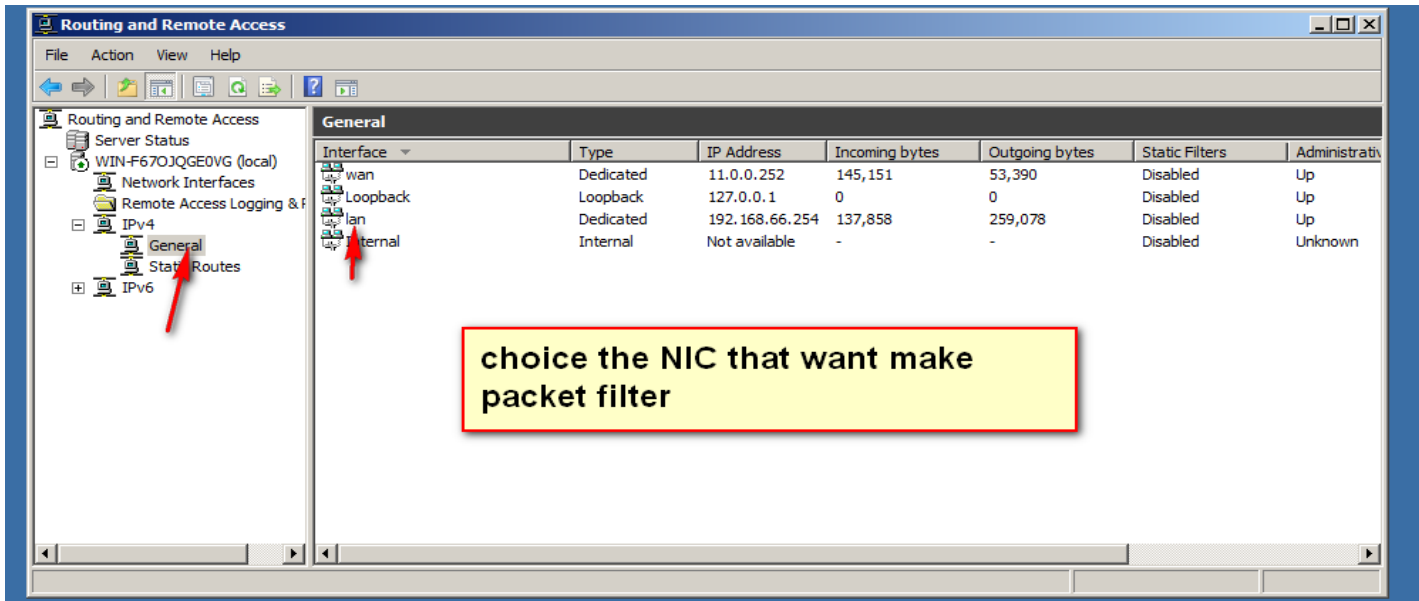 Routing and Remote Access
File Action View Help
Routing and Remote Access
Server Status
WIN-F67OJQGE0VG (local)
Network Interfaces
Remote Access Logging & P
IPv4
General
Static Routes
IPv6
General
Interface Type IP Address Incoming bytes Outgoing bytes Static Filters Administrativ
wan Dedicated 11.0.0.252 145,151 53,390 Disabled Up
Loopback Loopback 127.0.0.1 0 0 Disabled Up
lan Dedicated 192.168.66.254 137,858 259,078 Disabled Up
Internal Internal Not available - - Disabled Unknown
choice the NIC that want make
packet filter